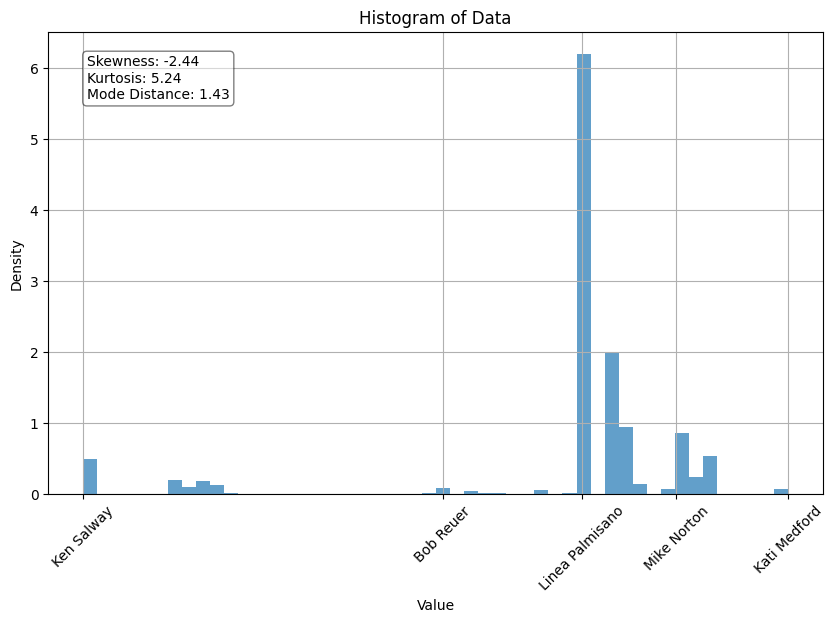 Histogram of Data
Skewness: -2.44
Kurtosis: 5.24
Mode Distance: 1.43
6
5
4
3
2
1
0
Density
Ken Salway
Bob Reuer
Linea Palmisano
Mike Norton
Kati Medford
Value